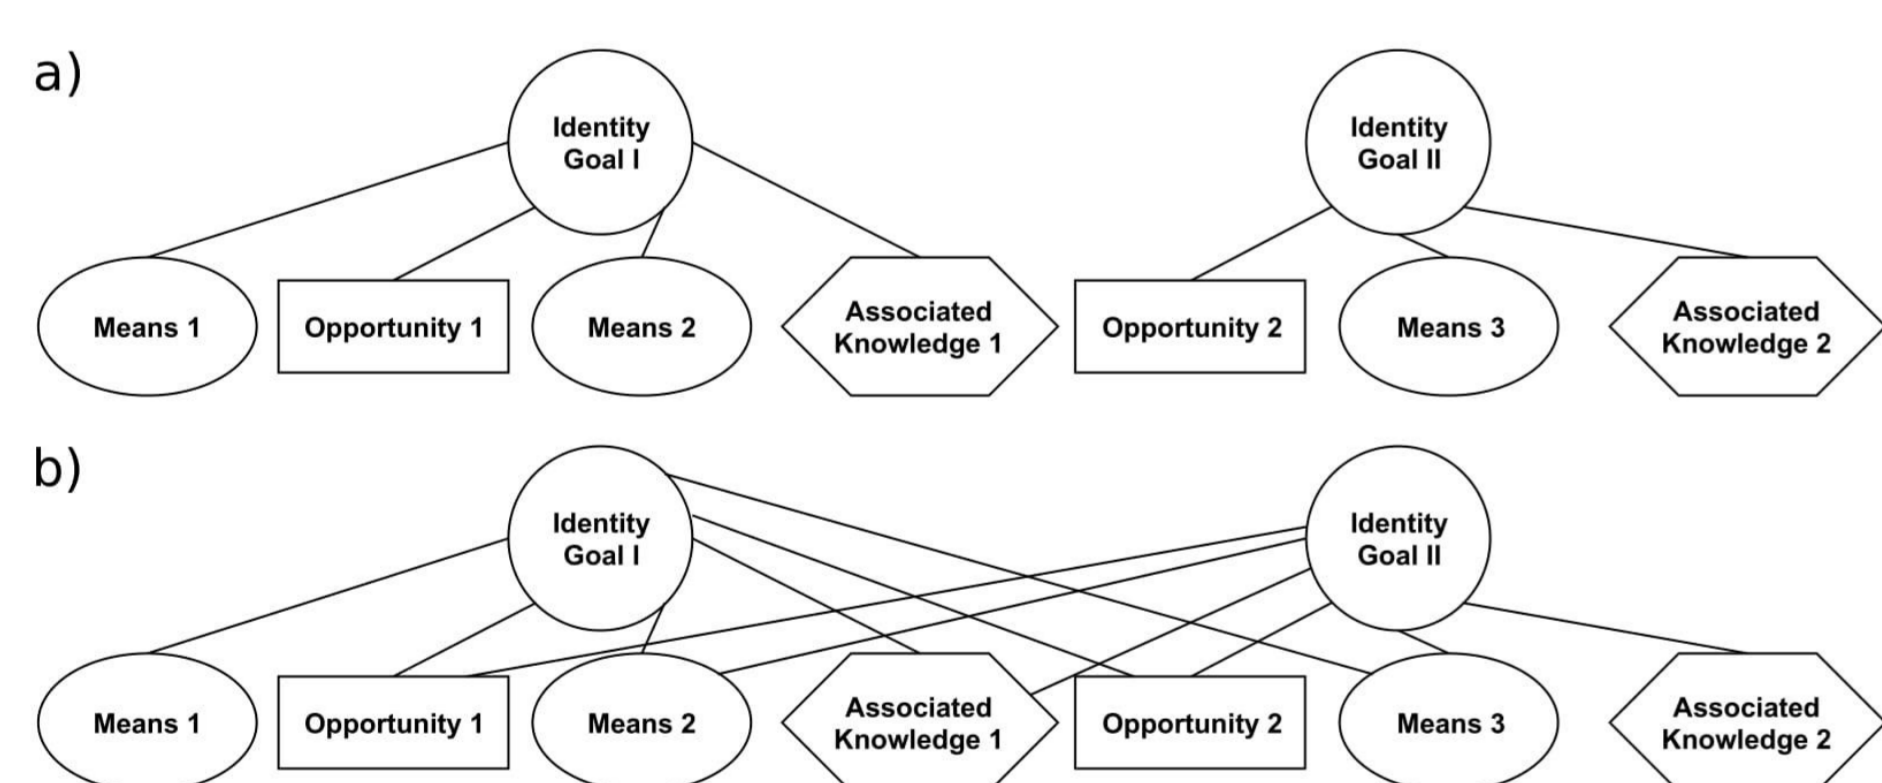 a)
Identity
Goal I
Identity
Goal II
Means 1
Opportunity 1
Means 2
Associated
Knowledge 1
Opportunity 2
Means 3
Associated
Knowledge 2
b)
Identity
Goal I
Identity
Goal II
Means 1
Opportunity 1
Means 2
Associated
Knowledge 1
Opportunity 2
Means 3
Associated
Knowledge 2